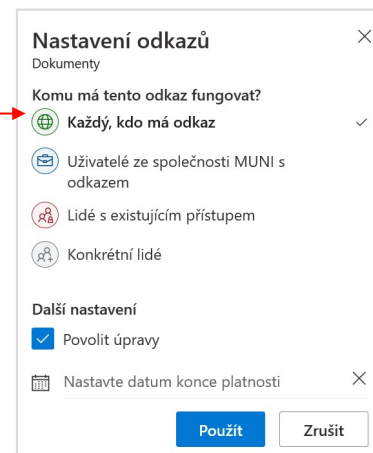 Nastavení odkazů
Dokumenty
Komu má tento odkaz fungovat?
Každý, kdo má odkaz
Uživatelé ze společnosti MUNI s
odkazem
Lidé s existujícím přístupem
Konkrétní lidé
Další nastavení
Povolit úpravy
Nastavte datum konce platnosti
Použít
Zrušit